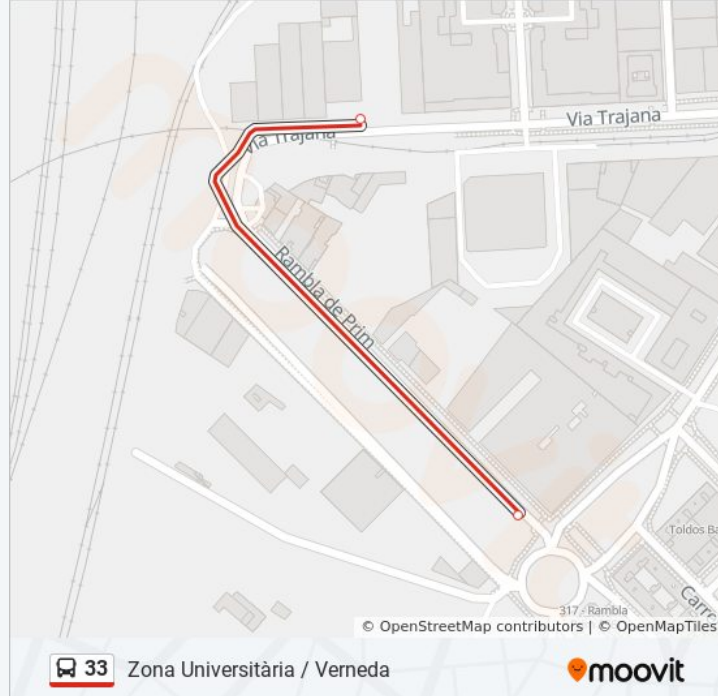 Via Trajana
Via Trajana
Rambla de Prim
Toldos Ba
Carre
317 - Rambla
© OpenStreetMap contributors | © OpenMapTiles
33 Zona Universitària / Verneda
moovit